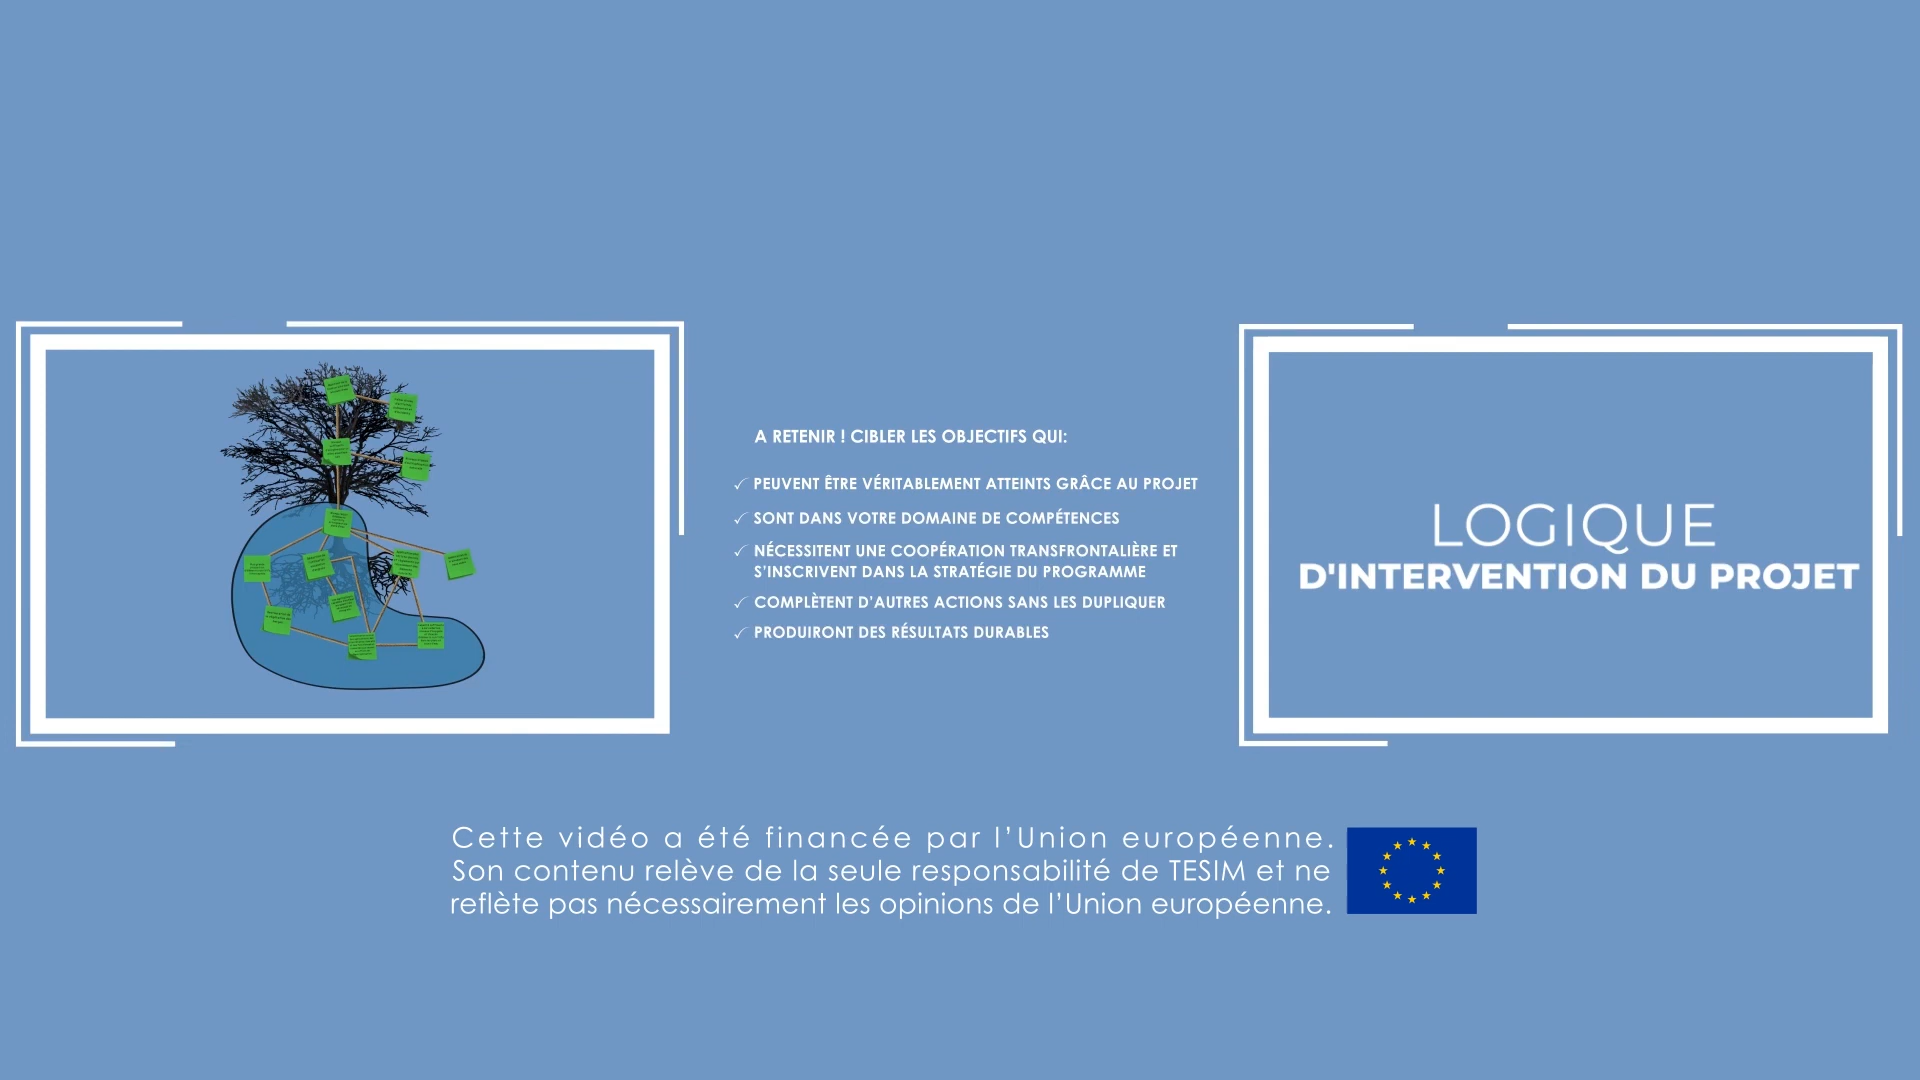 A RETENIR ! CIBLER LES OBJECTIFS QUI:
✓ PEUVENT ÊTRE VÉRITABLEMENT ATTEINTS GRÂCE AU PROJET
✓ SONT DANS VOTRE DOMAINE DE COMPÉTENCES
✓ NÉCESSITENT UNE COOPÉRATION TRANSFRONTALIÈRE ET
S’INSCRIVENT DANS LA STRATÉGIE DU PROGRAMME
✓ COMPLÈTENT D’AUTRES ACTIONS SANS LES DUPLIQUER
✓ PRODUIRONT DES RÉSULTATS DURABLES
LOGIQUE
D'INTERVENTION DU PROJET
Cette vidéo a été financée par l’Union européenne.
Son contenu relève de la seule responsabilité de TESIM et ne
reflète pas nécessairement les opinions de l’Union européenne.